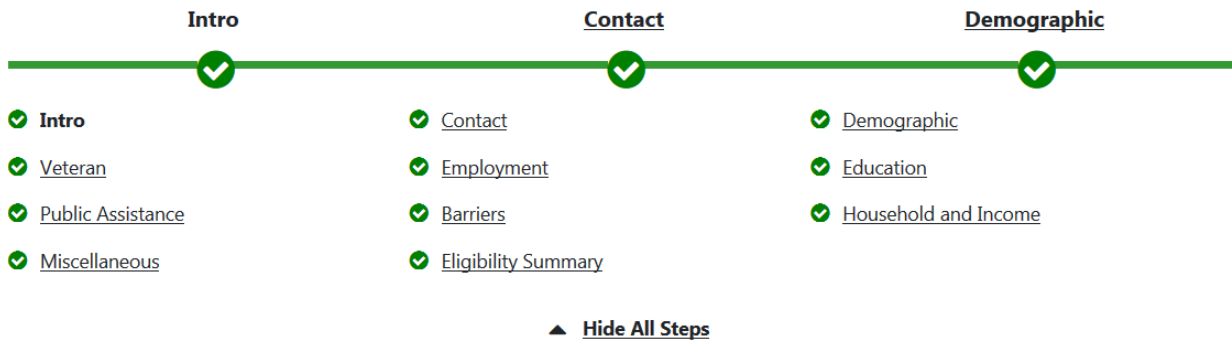 Intro Contact Demographic
Intro Contact Demographic
Veteran Employment Education
Public Assistance Barriers Household and Income
Miscellaneous Eligibility Summary
Hide All Steps